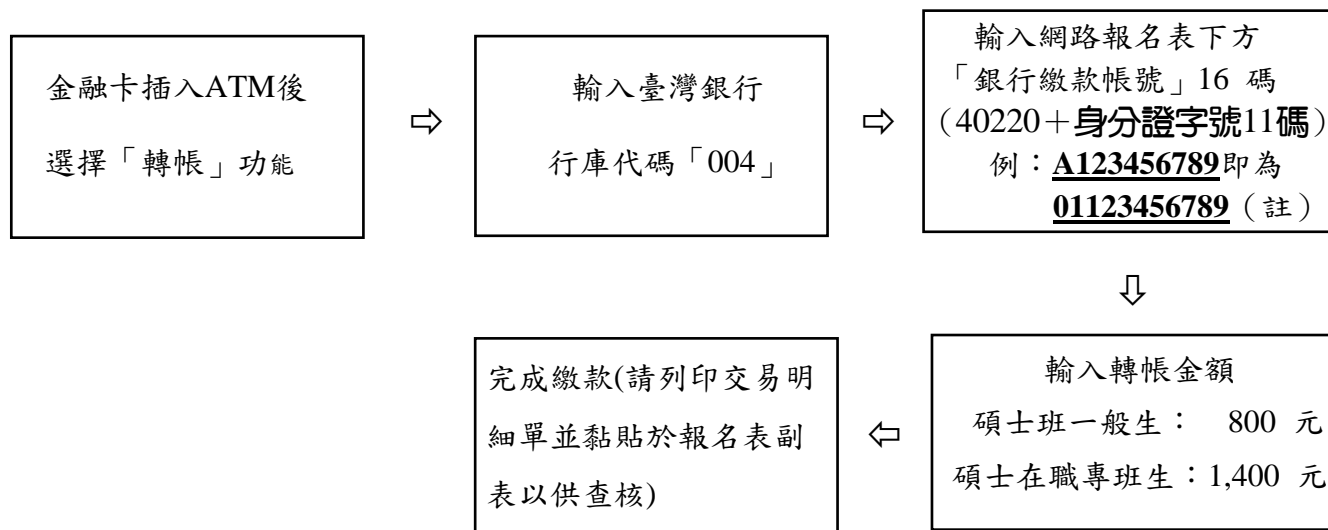 金融卡插入ATM後
選擇「轉帳」功能
⇨
輸入臺灣銀行
行庫代碼「004」
⇨
輸入網路報名表下方
「銀行繳款帳號」16 碼
（40220＋身分證字號11碼）
例：A123456789即為
01123456789（註）
⇩
輸入轉帳金額
碩士班一般生： 800 元
碩士在職專班生：1,400 元
⇦
完成繳款(請列印交易明
細單並黏貼於報名表副
表以供查核)